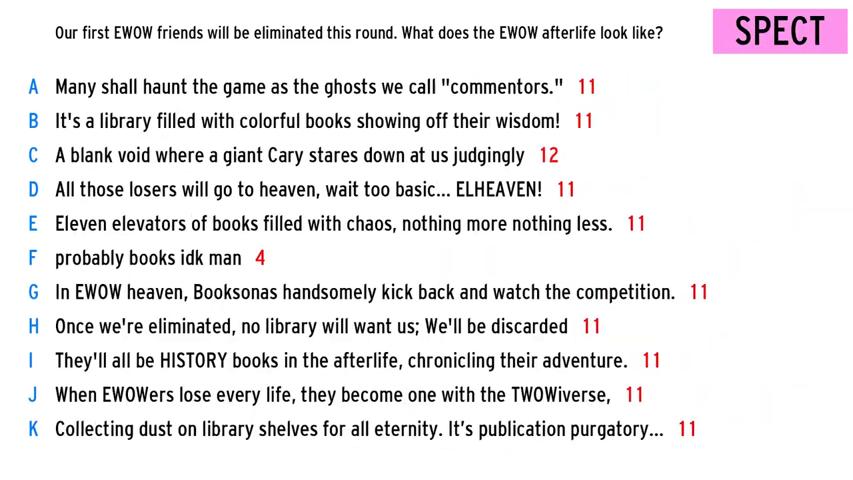 Our first EWOW friends will be eliminated this round. What does the EWOW afterlife look like?
SPECT
A Many shall haunt the game as the ghosts we call "commentors." 11
B It's a library filled with colorful books showing off their wisdom! 11
C A blank void where a giant Cary stares down at us judgingly 12
D All those losers will go to heaven, wait too basic... ELHEAVEN! 11
E Eleven elevators of books filled with chaos, nothing more nothing less. 11
F probably books idk man 4
G In EWOW heaven, Booksonas handsomely kick back and watch the competition. 11
H Once we're eliminated, no library will want us; We'll be discarded 11
I They'll all be HISTORY books in the afterlife, chronicling their adventure. 11
J When EWOWers lose every life, they become one with the TWOWiverse, 11
K Collecting dust on library shelves for all eternity. It’s publication purgatory... 11